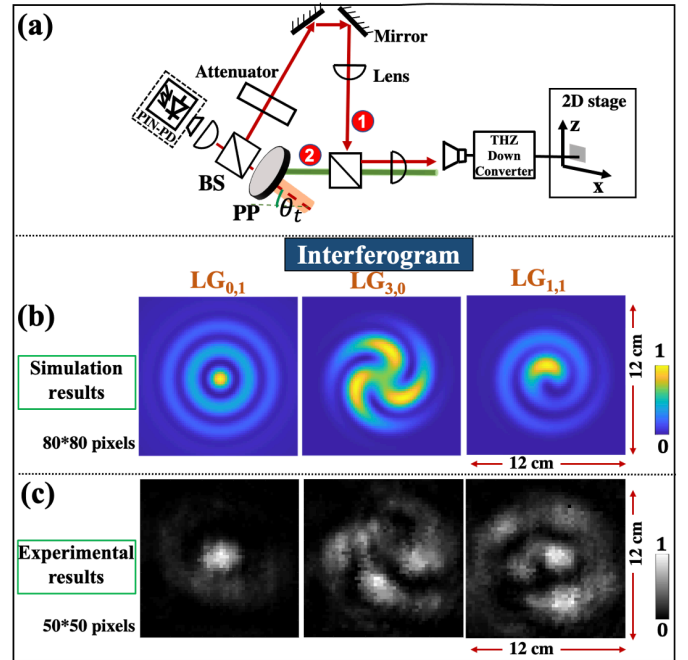 (a)
Mirror
Attenuator
Lens
PIN-PD
1
2
BS
PP
θt
THZ
Down
Converter
2D stage
z
x
Interferogram
LG0,1
LG3,0
LG1,1
(b)
Simulation
results
80*80 pixels
12 cm
12 cm
1
0
(c)
Experimental
results
50*50 pixels
12 cm
12 cm
1
0